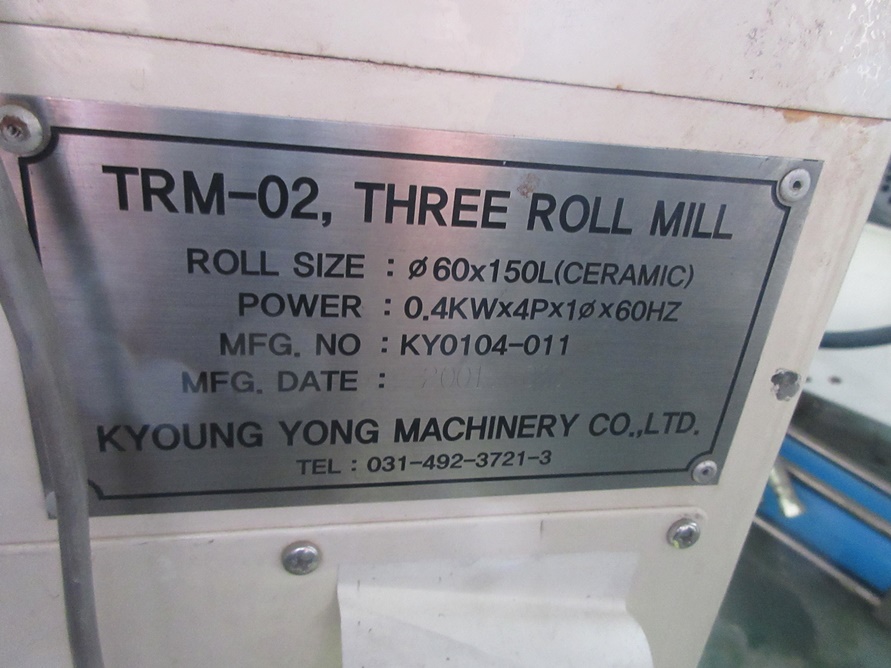 TRM-02, THREE ROLL MILL
ROLL SIZE : ø60x150L(CERAMIC)
POWER : 0.4KWx4Px1øx60HZ
MFG. NO : KY0104-011
MFG. DATE : 2001
KYOUNG YONG MACHINERY CO.,LTD.
TEL : 031-492-3721-3